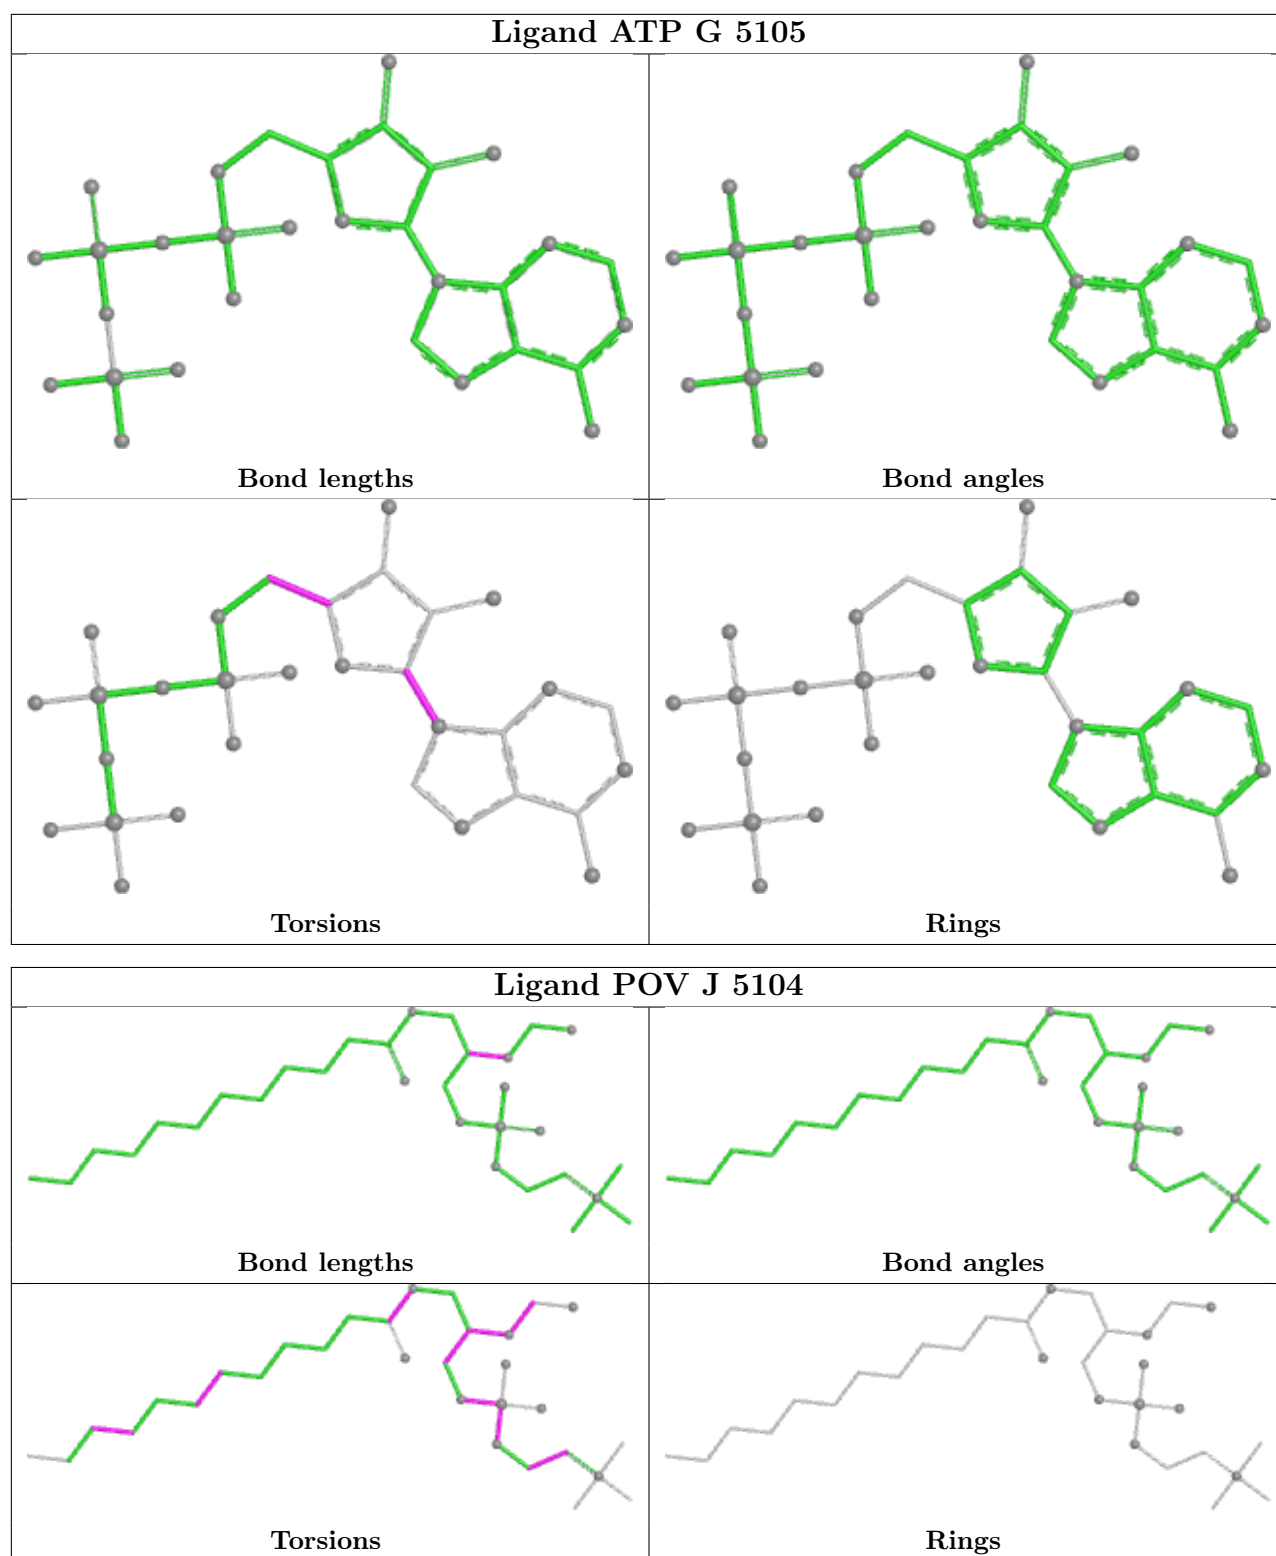 Ligand ATP G 5105
Bond lengths
Bond angles
Torsions
Rings
Ligand POV J 5104
Bond lengths
Bond angles
Torsions
Rings